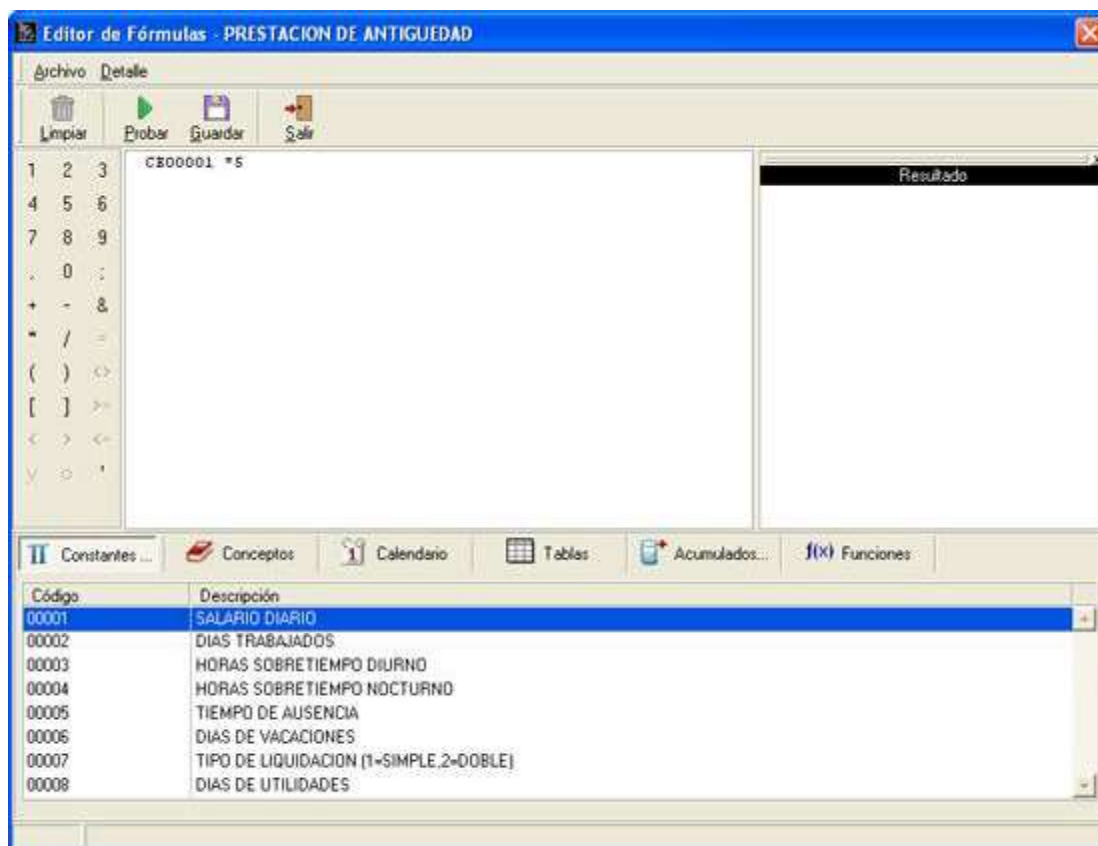 Editor de Fórmulas - PRESTACION DE ANTIGUEDAD
Archivo Detalle
Limpiar Probar Guardar Salir
CE00001 *5
Resultado
1 2 3
4 5 6
7 8 9
. 0 ;
+ - &
* / =
( ) <>
[ ] >=
< > <=
y o '
Constantes ... Conceptos Calendario Tablas Acumulados... f(x) Funciones
Código Descripción
00001 SALARIO DIARIO
00002 DIAS TRABAJADOS
00003 HORAS SOBRETIEMPO DIURNO
00004 HORAS SOBRETIEMPO NOCTURNO
00005 TIEMPO DE AUSENCIA
00006 DIAS DE VACACIONES
00007 TIPO DE LIQUIDACION (1=SIMPLE,2=DOBLE)
00008 DIAS DE UTILIDADES